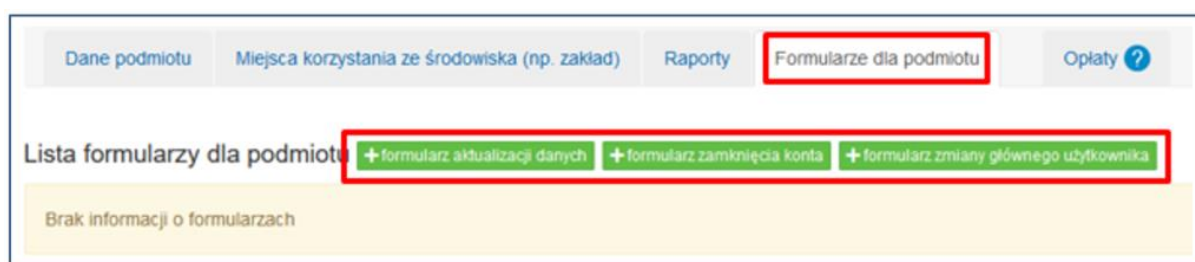 Dane podmiotu Miejsca korzystania ze środowiska (np. zakład) Raporty Formularze dla podmiotu Opłaty ?
Lista formularzy dla podmiotu +formularz aktualizacji danych +formularz zamknięcia konta +formularz zmiany głównego użytkownika
Brak informacji o formularzach